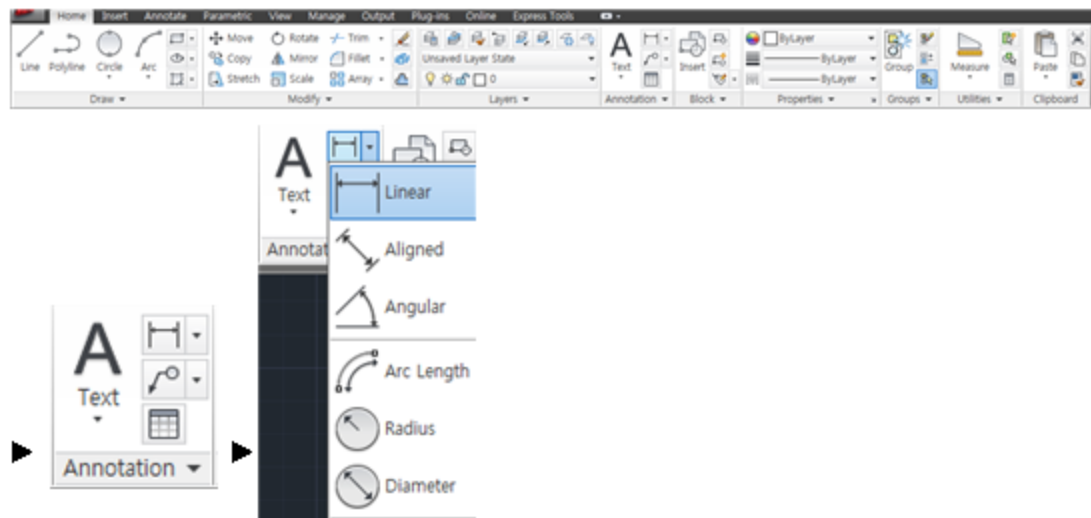 Home Insert Annotate Parametric View Manage Output Plug-ins Online Express Tools
Line Polyline Circle Arc
Move Rotate Trim
Copy Mirror Fillet
Stretch Scale Array
Unsaved Layer State
0
Text
Insert
ByLayer
ByLayer
ByLayer
Group
Measure
Paste
Draw Modify Layers Annotation Block Properties Groups Utilities Clipboard
A
Text
Annotat
Linear
Aligned
Angular
Arc Length
Radius
Diameter
A
Text
Annotation